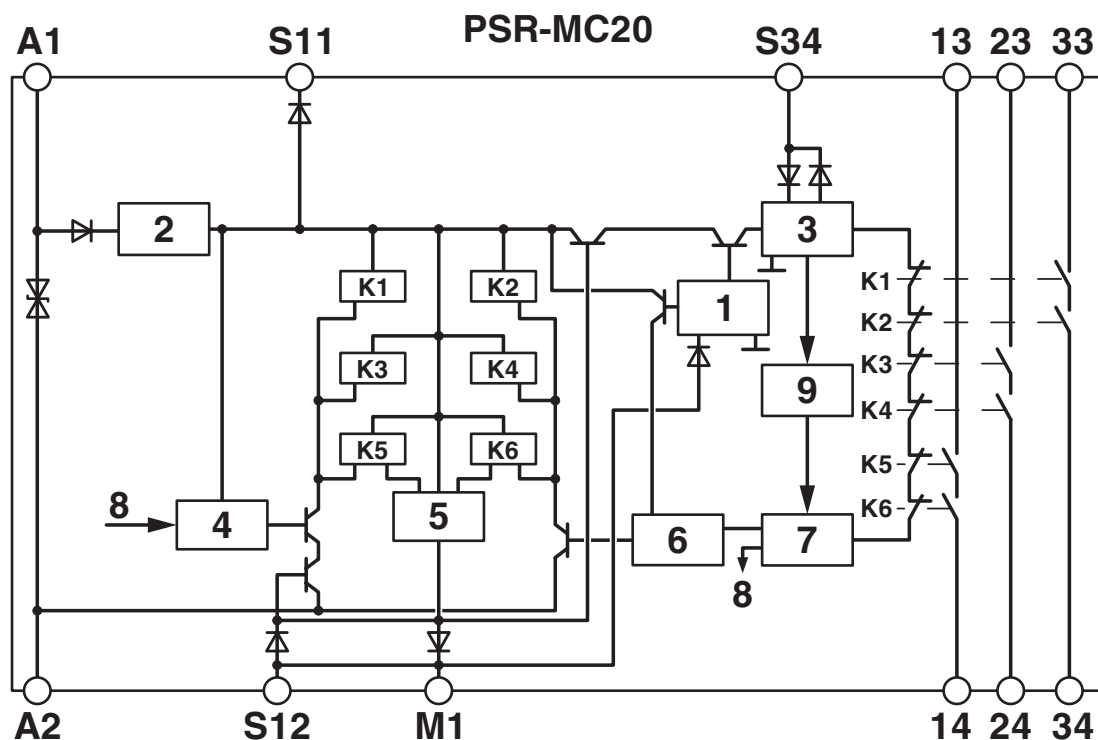 PSR-MC20
A1 S11 S34 13 23 33
2 3
K1 K2 1 K1
K2
K3 K4 9 K3
K4
K5 K6 K5
8 4 5 6 7 K6
8
A2 S12 M1 14 24 34